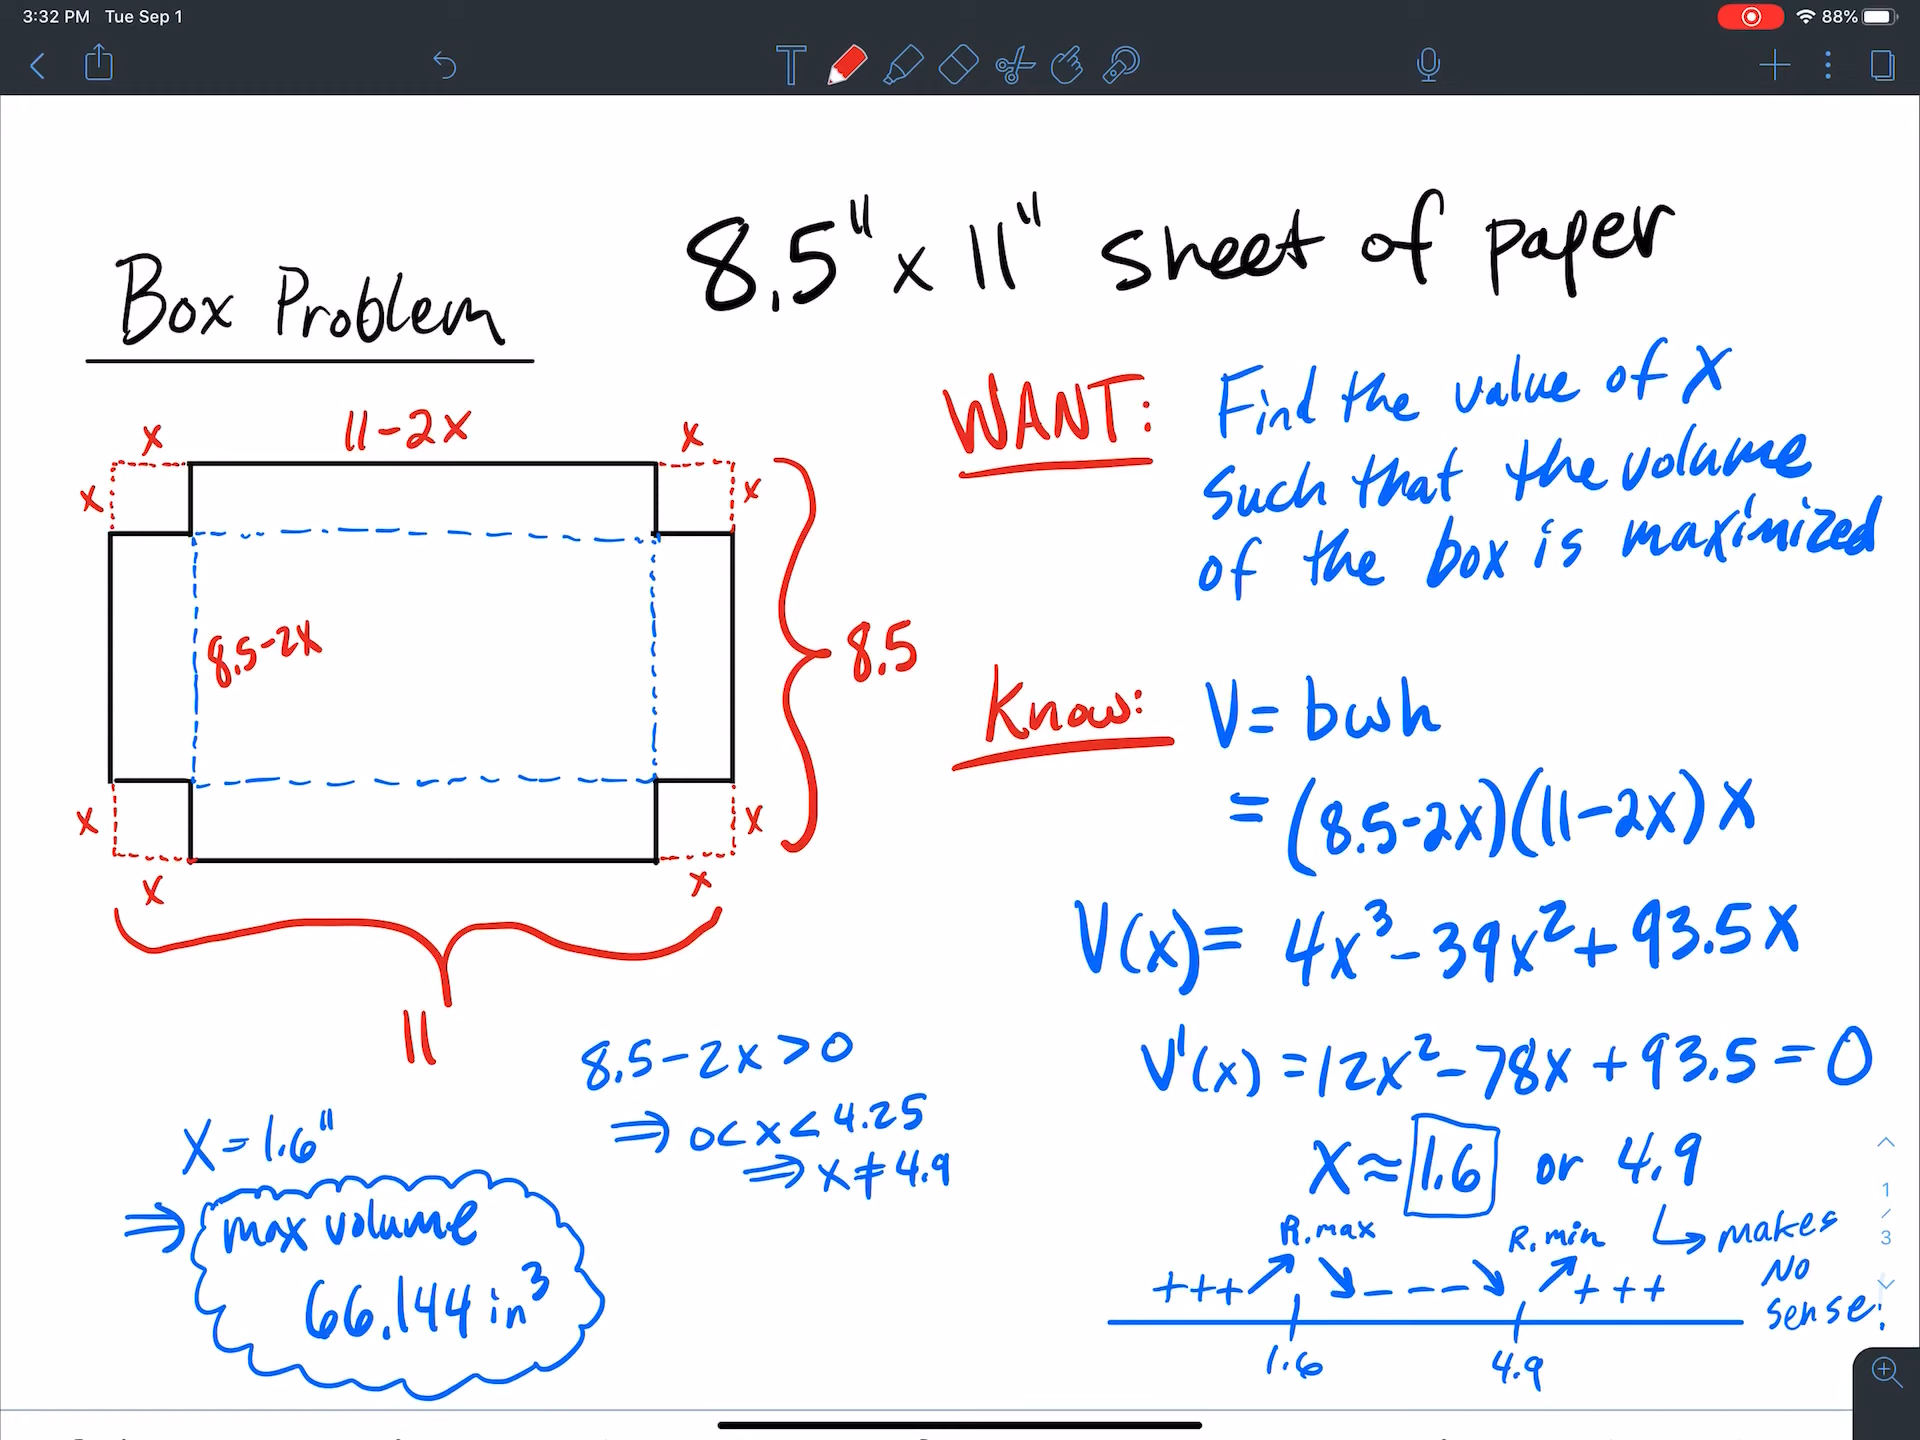 3:32 PM Tue Sep 1
88%
T
8.5" x 11" sheet of paper
Box Problem
WANT: Find the value of x
such that the volume
of the box is maximized
x 11-2x x
x x
8.5-2x
8.5
x x
x x
11
Know: V = bwh
= (8.5-2x)(11-2x)x
V(x) = 4x³ - 39x² + 93.5x
V'(x) = 12x² - 78x + 93.5 = 0
x ≈ 1.6 or 4.9
↳ makes
No
sense!
R.max R.min
+++ ↗ ↘ ---- ↘ ↗ +++
1.6 4.9
8.5 - 2x > 0
⇒ 0 < x < 4.25
⇒ x ≠ 4.9
x = 1.6"
⇒ max volume
66.144 in³
1
/
3